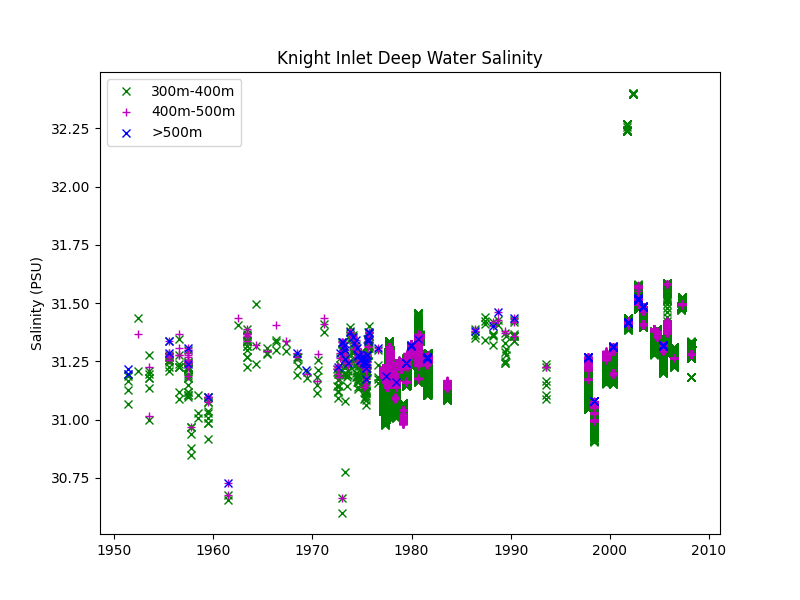 Knight Inlet Deep Water Salinity
300m-400m
400m-500m
>500m
Salinity (PSU)
32.25
32.00
31.75
31.50
31.25
31.00
30.75
1950 1960 1970 1980 1990 2000 2010